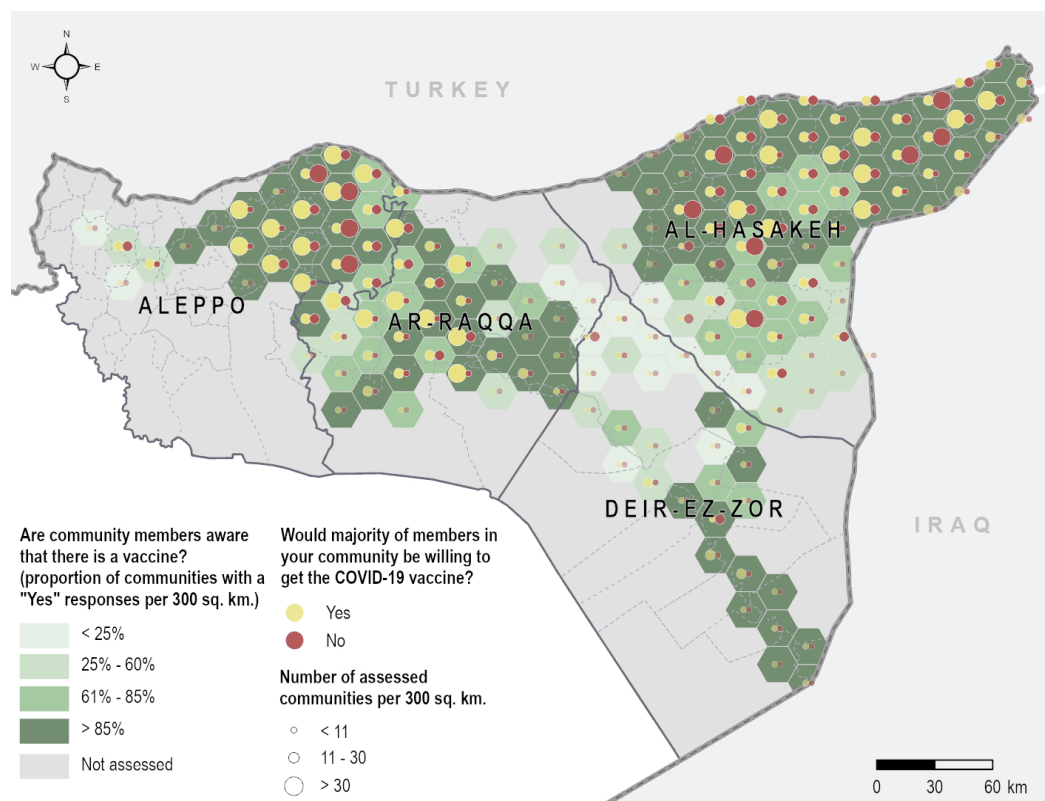 N
W
E
S
TURKEY
AL-HASAKEH
ALEPPO
AR-RAQQA
DEIR-EZ-ZOR
IRAQ
Are community members aware
that there is a vaccine?
(proportion of communities with a
"Yes" responses per 300 sq. km.)
< 25%
25% - 60%
61% - 85%
> 85%
Not assessed
Would majority of members in
your community be willing to
get the COVID-19 vaccine?
Yes
No
Number of assessed
communities per 300 sq. km.
< 11
11 - 30
> 30
0 30 60 km